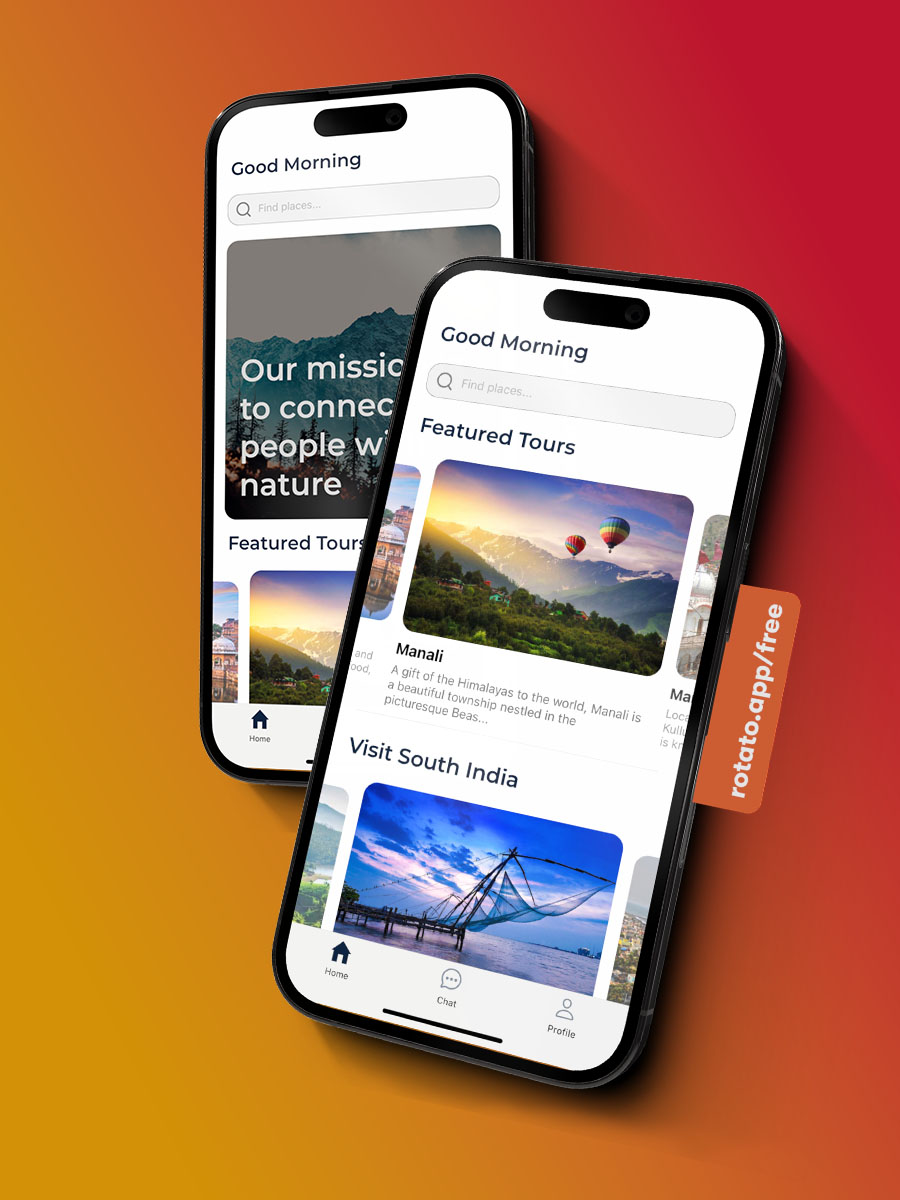 Good Morning
Find places...
Our missio
to connec
people wi
nature
Featured Tours
Home
Good Morning
Find places...
Featured Tours
and
ood,
Manali
A gift of the Himalayas to the world, Manali is
a beautiful township nestled in the
picturesque Beas...
Ma
Loca
Kullu
is kn
Visit South India
Home
Chat
Profile
rotato.app/free